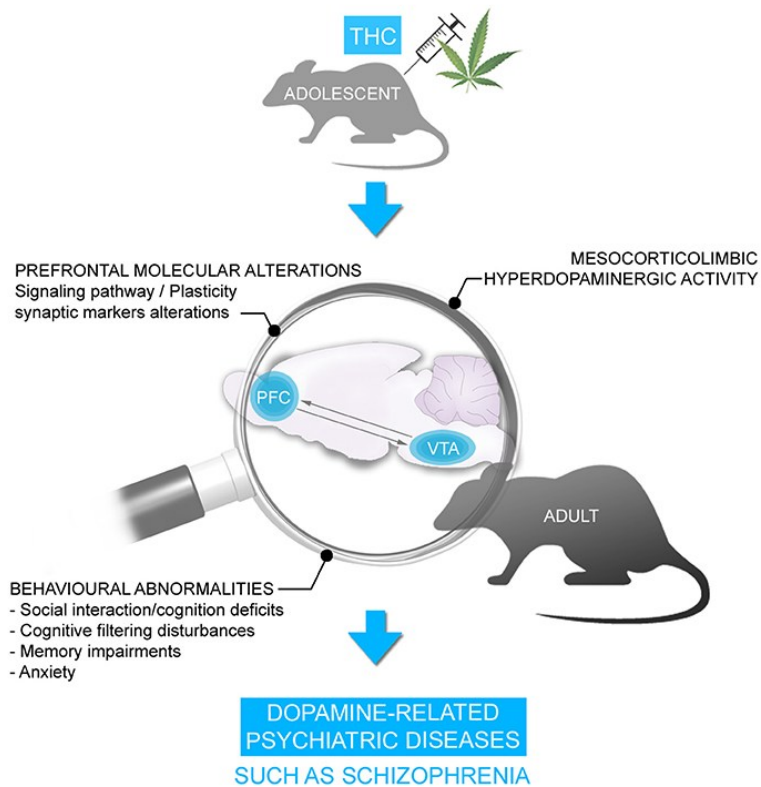 THC
ADOLESCENT
PREFRONTAL MOLECULAR ALTERATIONS
Signaling pathway / Plasticity
synaptic markers alterations
MESOCORTICOLIMBIC
HYPERDOPAMINERGIC ACTIVITY
PFC
VTA
ADULT
BEHAVIOURAL ABNORMALITIES
- Social interaction/cognition deficits
- Cognitive filtering disturbances
- Memory impairments
- Anxiety
DOPAMINE-RELATED
PSYCHIATRIC DISEASES
SUCH AS SCHIZOPHRENIA